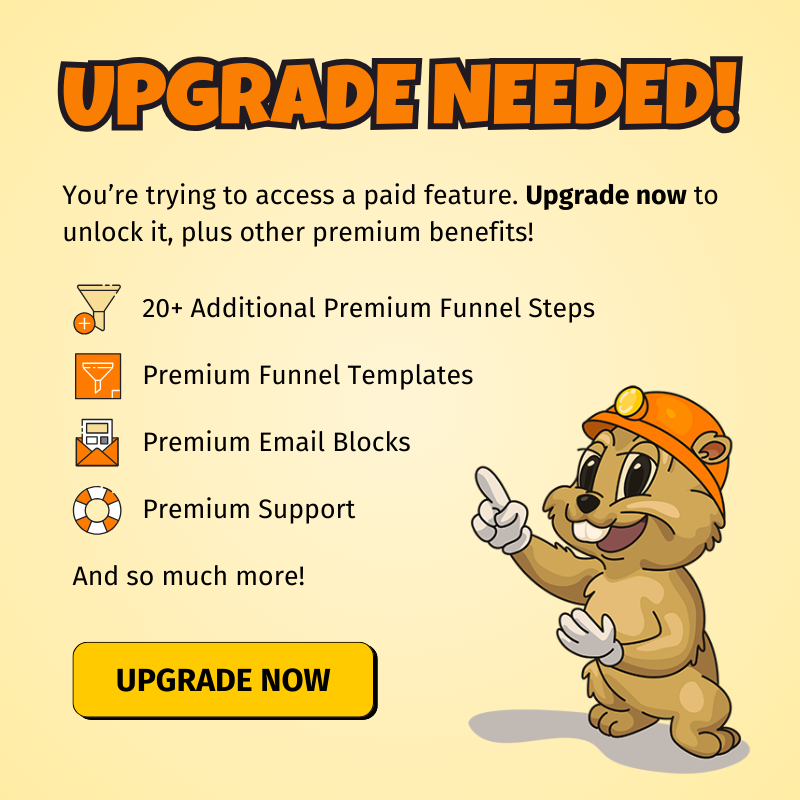 UPGRADE NEEDED!
You’re trying to access a paid feature. Upgrade now to
unlock it, plus other premium benefits!
20+ Additional Premium Funnel Steps
Premium Funnel Templates
Premium Email Blocks
Premium Support
And so much more!
UPGRADE NOW